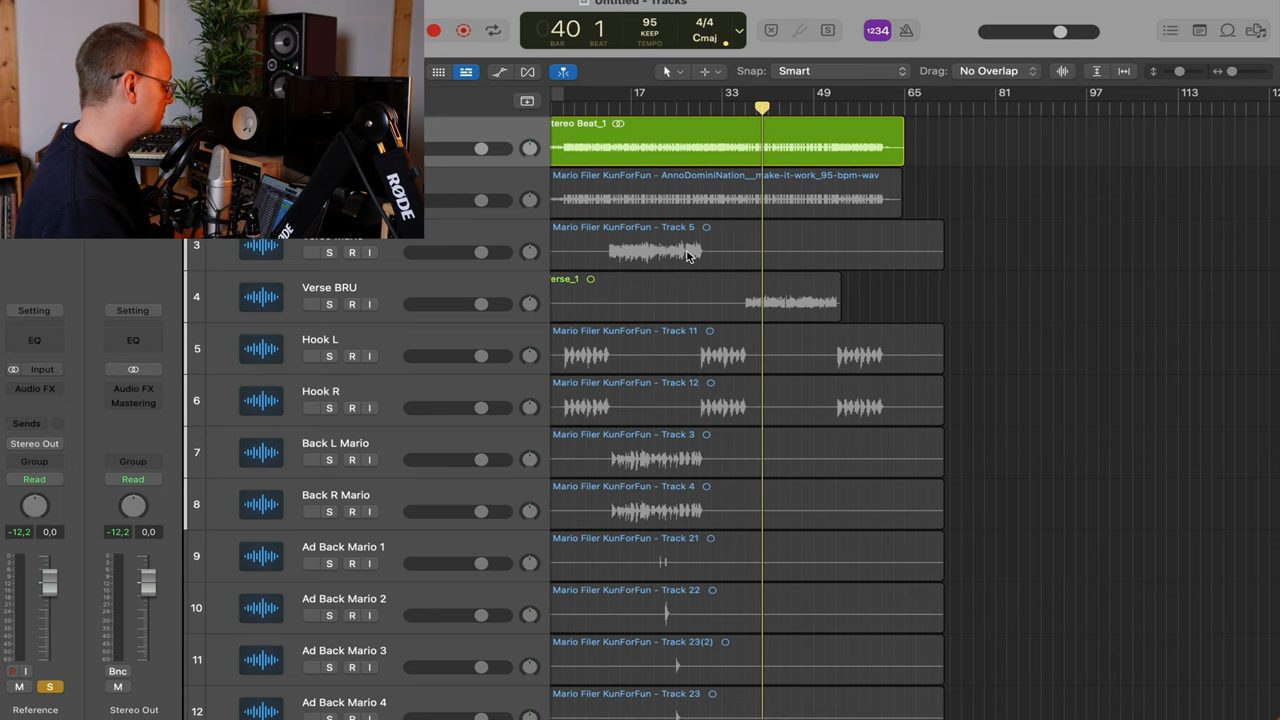 Untitled - Tracks
40 1
BAR BEAT
95
KEEP
TEMPO
4/4
Cmaj
1234
Snap: Smart
Drag: No Overlap
17 33 49 65 81 97 113
RØDE
RØDE
tereo Beat_1
Mario Filer KunForFun - AnnoDominiNation__make-it-work_95-bpm-wav
3
S R I
Mario Filer KunForFun - Track 5
4
Verse BRU
S R I
erse_1
5
Hook L
S R I
Mario Filer KunForFun - Track 11
6
Hook R
S R I
Mario Filer KunForFun - Track 12
7
Back L Mario
S R I
Mario Filer KunForFun - Track 3
8
Back R Mario
S R I
Mario Filer KunForFun - Track 4
9
Ad Back Mario 1
S R I
Mario Filer KunForFun - Track 21
10
Ad Back Mario 2
S R I
Mario Filer KunForFun - Track 22
11
Ad Back Mario 3
S R I
Mario Filer KunForFun - Track 23(2)
12
Ad Back Mario 4
Mario Filer KunForFun - Track 23
Setting Setting
EQ EQ
Input
Audio FX Audio FX
Mastering
Sends
Stereo Out
Group Group
Read Read
-12,2 0,0 -12,2 0,0
R I Bnc
M S M
Reference Stereo Out